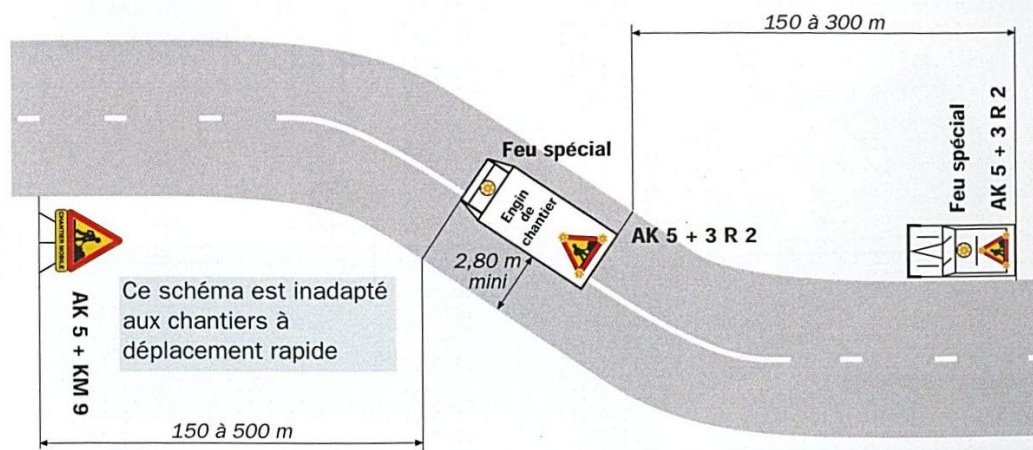 150 à 300 m
Feu spécial
Feu spécial
AK 5 + 3 R 2
Engin
de
chantier
AK 5 + 3 R 2
2,80 m
mini
CHANTIER MOBILE
AK 5 + KM 9
Ce schéma est inadapté
aux chantiers à
déplacement rapide
150 à 500 m